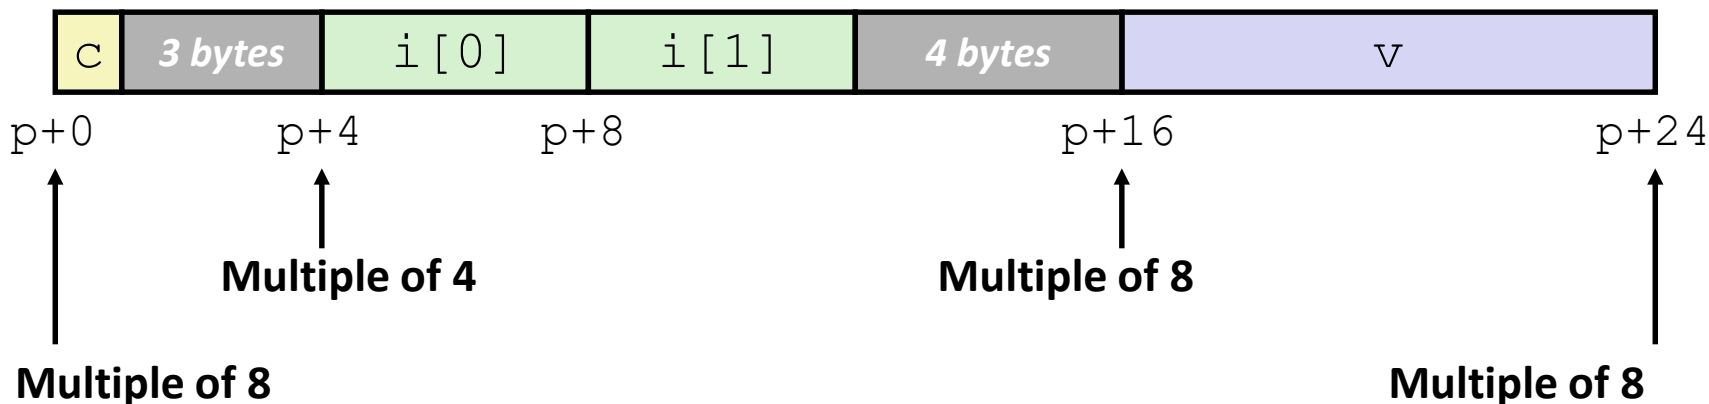 c 3 bytes i[0] i[1] 4 bytes v
p+0 p+4 p+8 p+16 p+24
Multiple of 4 Multiple of 8
Multiple of 8 Multiple of 8